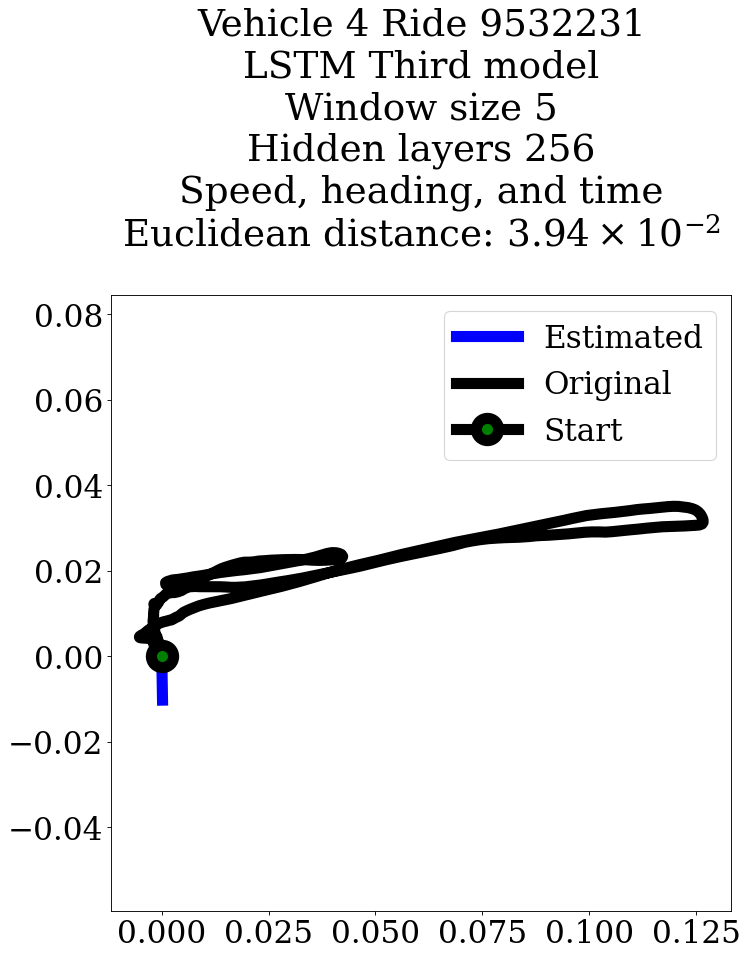 Vehicle 4 Ride 9532231
LSTM Third model
Window size 5
Hidden layers 256
Speed, heading, and time
Euclidean distance: 3.94 × 10⁻²
Estimated
Original
Start
0.08
0.06
0.04
0.02
0.00
−0.02
−0.04
0.000 0.025 0.050 0.075 0.100 0.125